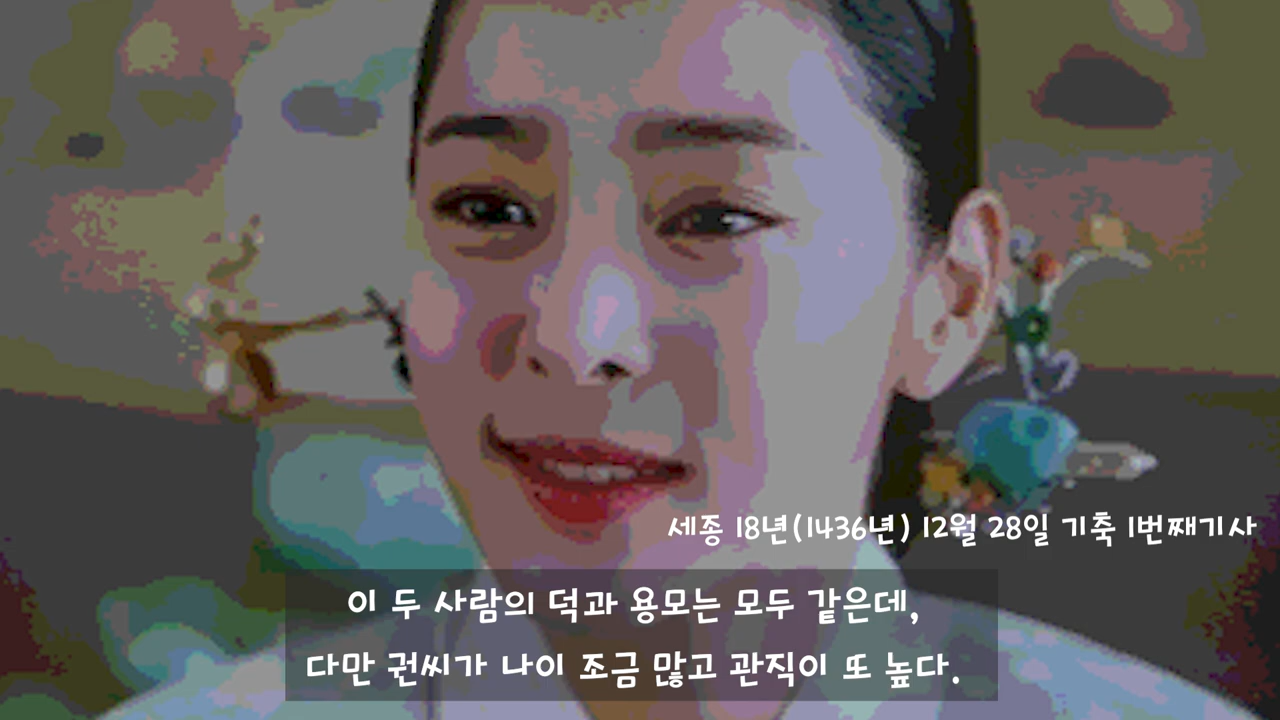 세종 18년(1436년) 12월 28일 기축 1번째기사
이 두 사람의 덕과 용모는 모두 같은데,
다만 권씨가 나이 조금 많고 관직이 또 높다.